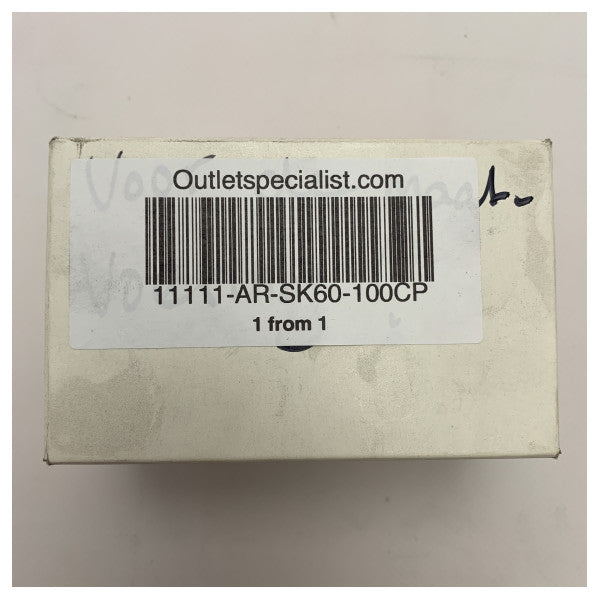 Outletspecialist.com
11111-AR-SK60-100CP
1 from 1